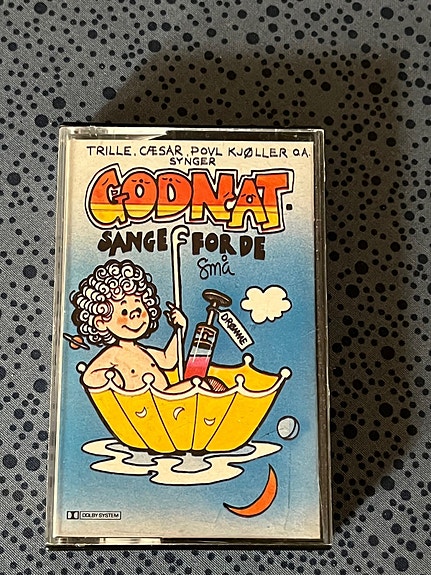 TRILLE, CÆSAR, POVL KJØLLER O.A.
SYNGER
GODNAT.
SANGE FOR DE
små
DRØMME
DOLBY SYSTEM